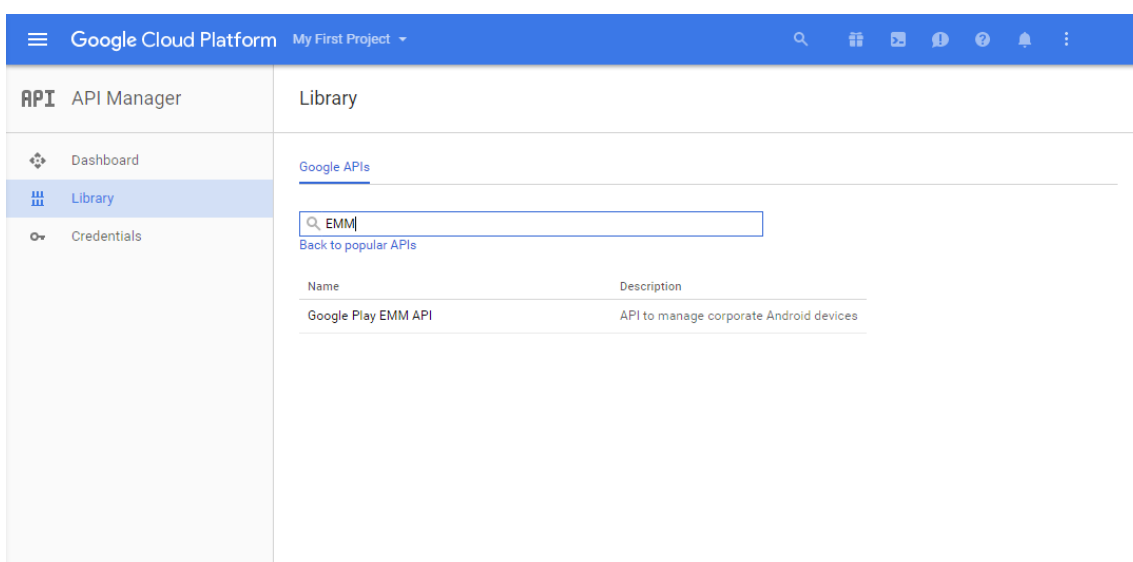 Google Cloud Platform My First Project
API API Manager
Library
Dashboard
Library
Credentials
Google APIs
EMM
Back to popular APIs
Name Description
Google Play EMM API API to manage corporate Android devices